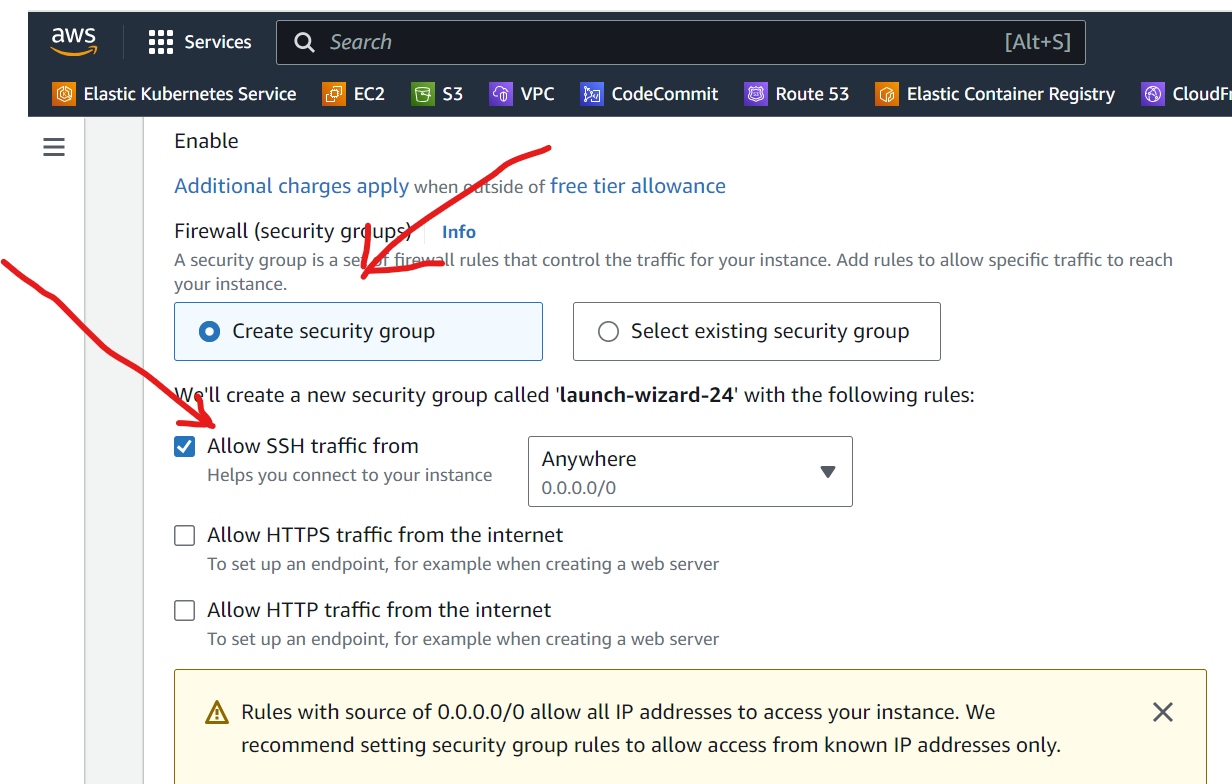 aws
Services
Search
[Alt+S]
Elastic Kubernetes Service
EC2
S3
VPC
CodeCommit
Route 53
Elastic Container Registry
CloudFr
Enable
Additional charges apply when outside of free tier allowance
Firewall (security groups)
Info
A security group is a set of firewall rules that control the traffic for your instance. Add rules to allow specific traffic to reach
your instance.
Create security group
Select existing security group
We'll create a new security group called 'launch-wizard-24' with the following rules:
Allow SSH traffic from
Helps you connect to your instance
Anywhere
0.0.0.0/0
Allow HTTPS traffic from the internet
To set up an endpoint, for example when creating a web server
Allow HTTP traffic from the internet
To set up an endpoint, for example when creating a web server
Rules with source of 0.0.0.0/0 allow all IP addresses to access your instance. We
recommend setting security group rules to allow access from known IP addresses only.